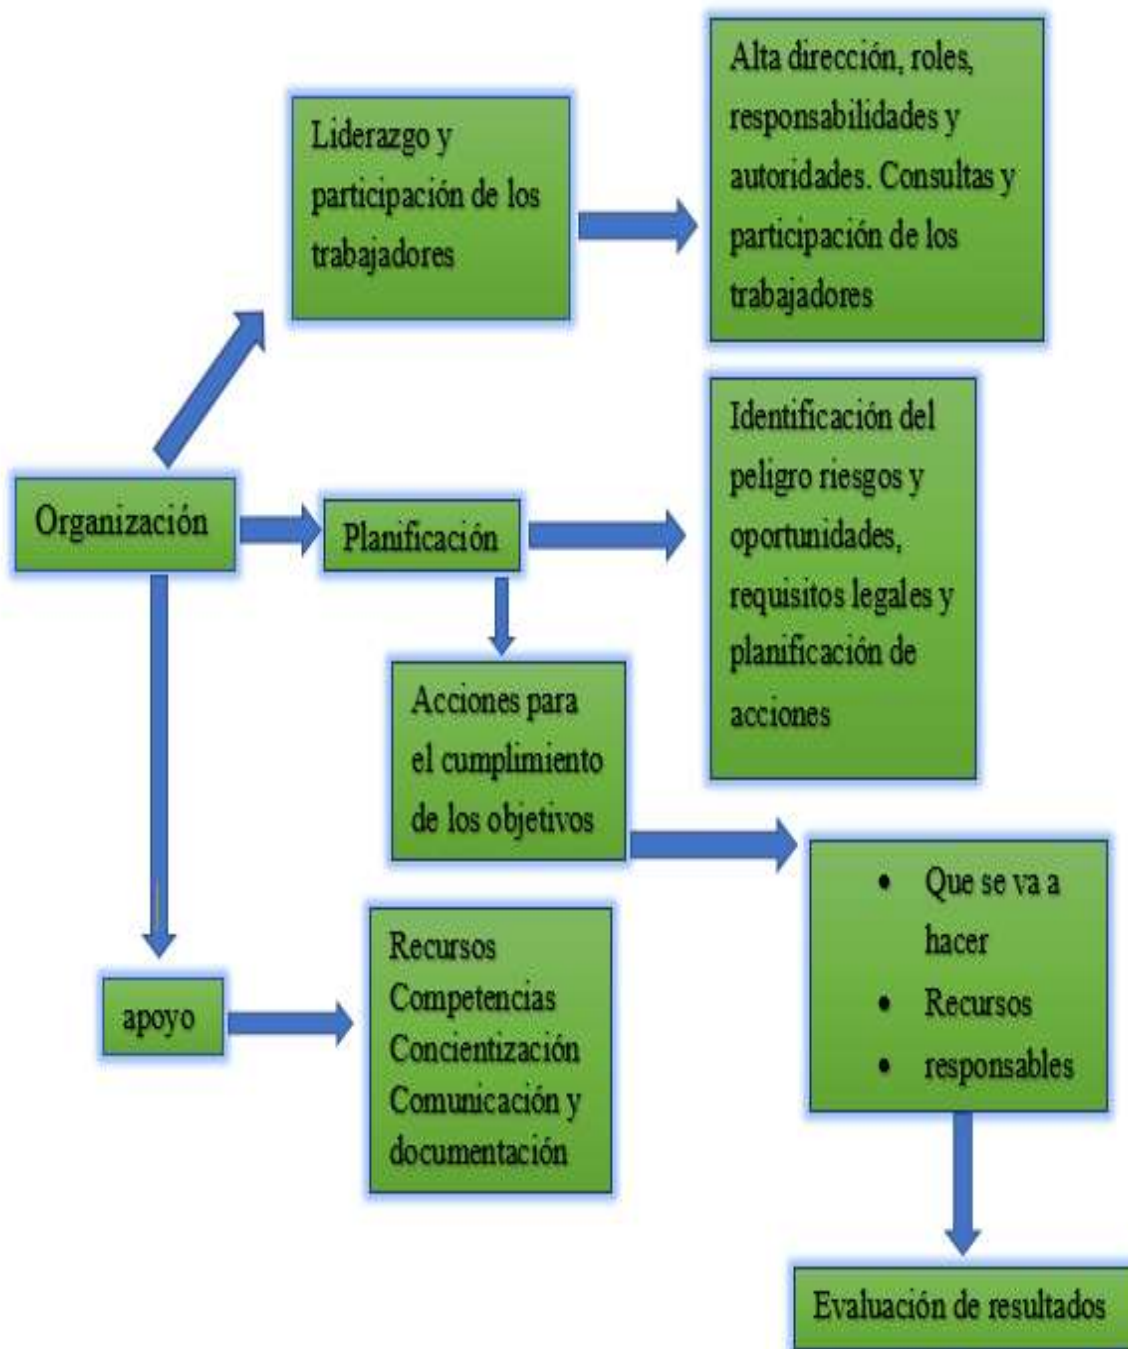 Alta dirección, roles,
responsabilidades y
autoridades. Consultas y
participación de los
trabajadores
Liderazgo y
participación de los
trabajadores
Identificación del
peligro riesgos y
oportunidades,
requisitos legales y
planificación de
acciones
Organización
Planificación
Acciones para
el cumplimiento
de los objetivos
• Que se va a
hacer
• Recursos
• responsables
apoyo
Recursos
Competencias
Concientización
Comunicación y
documentación
Evaluación de resultados